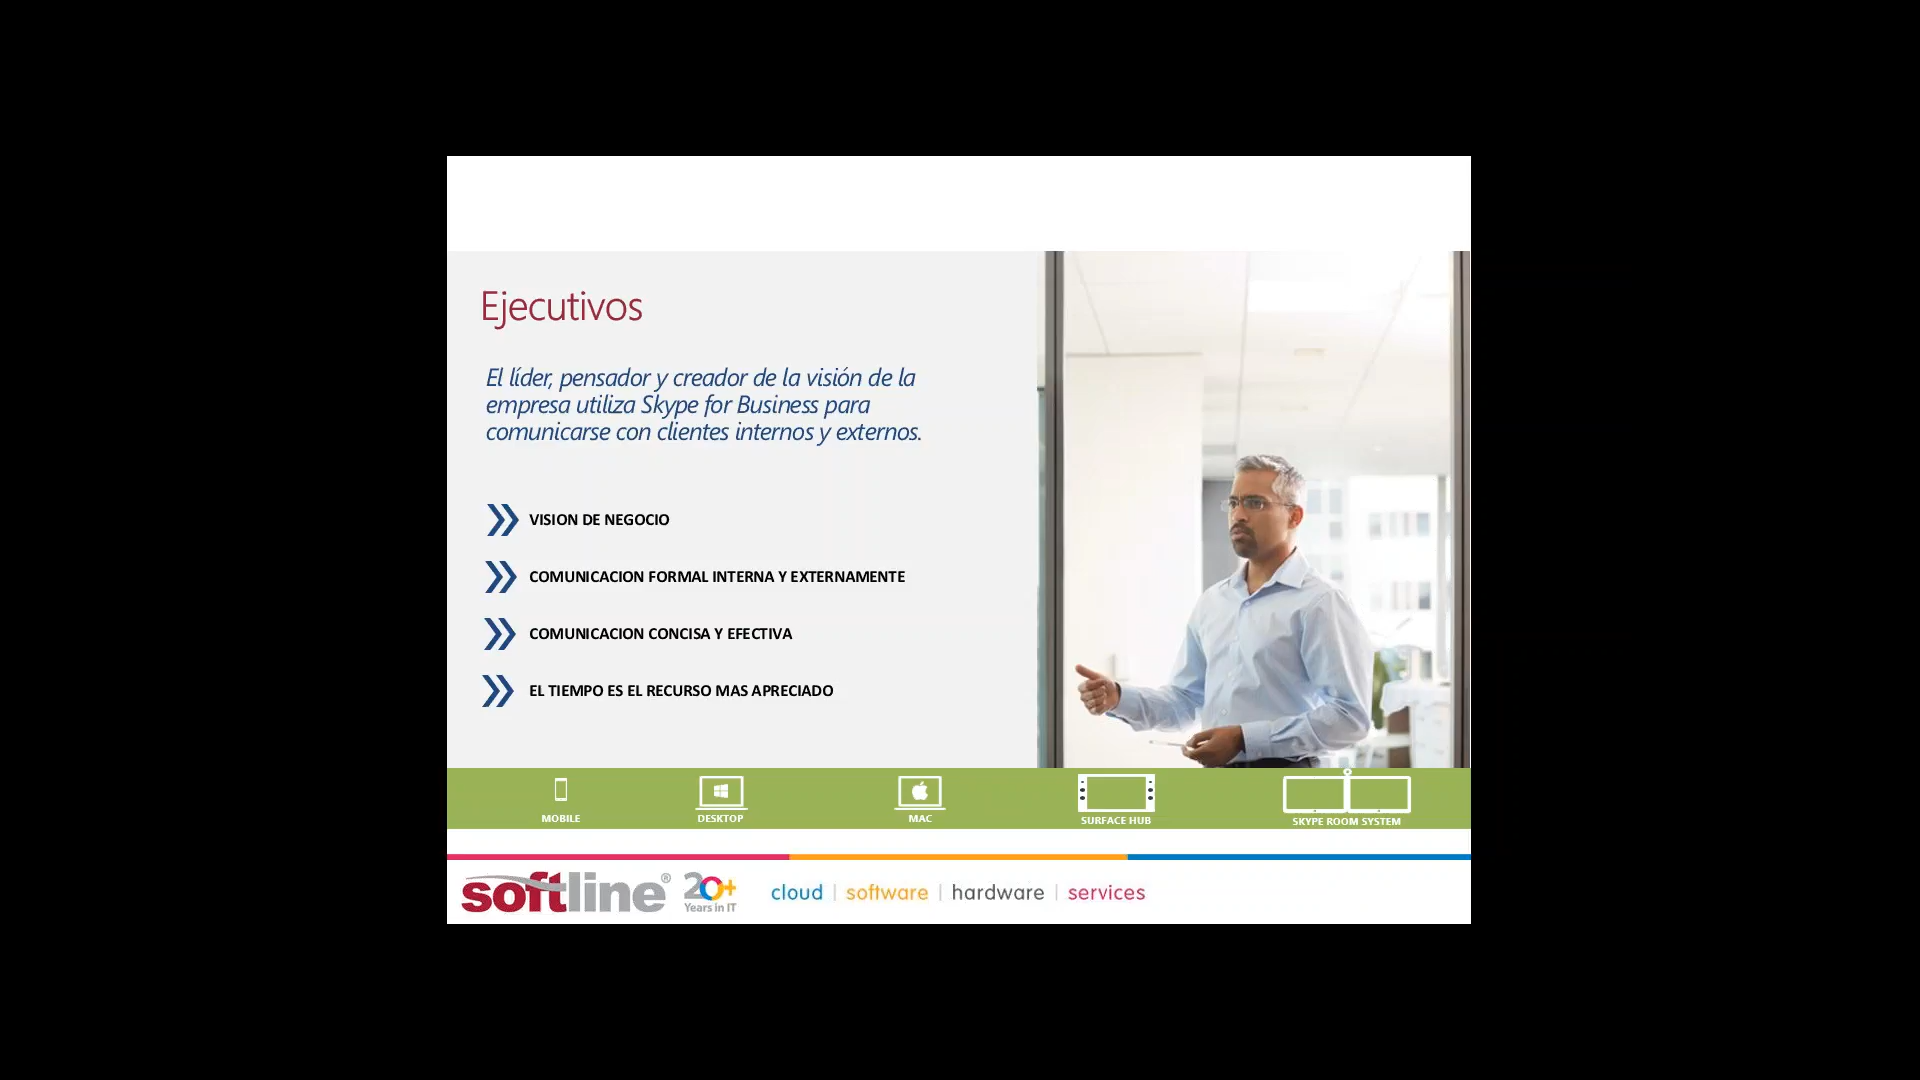 Ejecutivos
El líder, pensador y creador de la visión de la
empresa utiliza Skype for Business para
comunicarse con clientes internos y externos.
VISION DE NEGOCIO
COMUNICACION FORMAL INTERNA Y EXTERNAMENTE
COMUNICACION CONCISA Y EFECTIVA
EL TIEMPO ES EL RECURSO MAS APRECIADO
MOBILE
DESKTOP
MAC
SURFACE HUB
SKYPE ROOM SYSTEM
softline® 20+ Years in IT
cloud | software | hardware | services